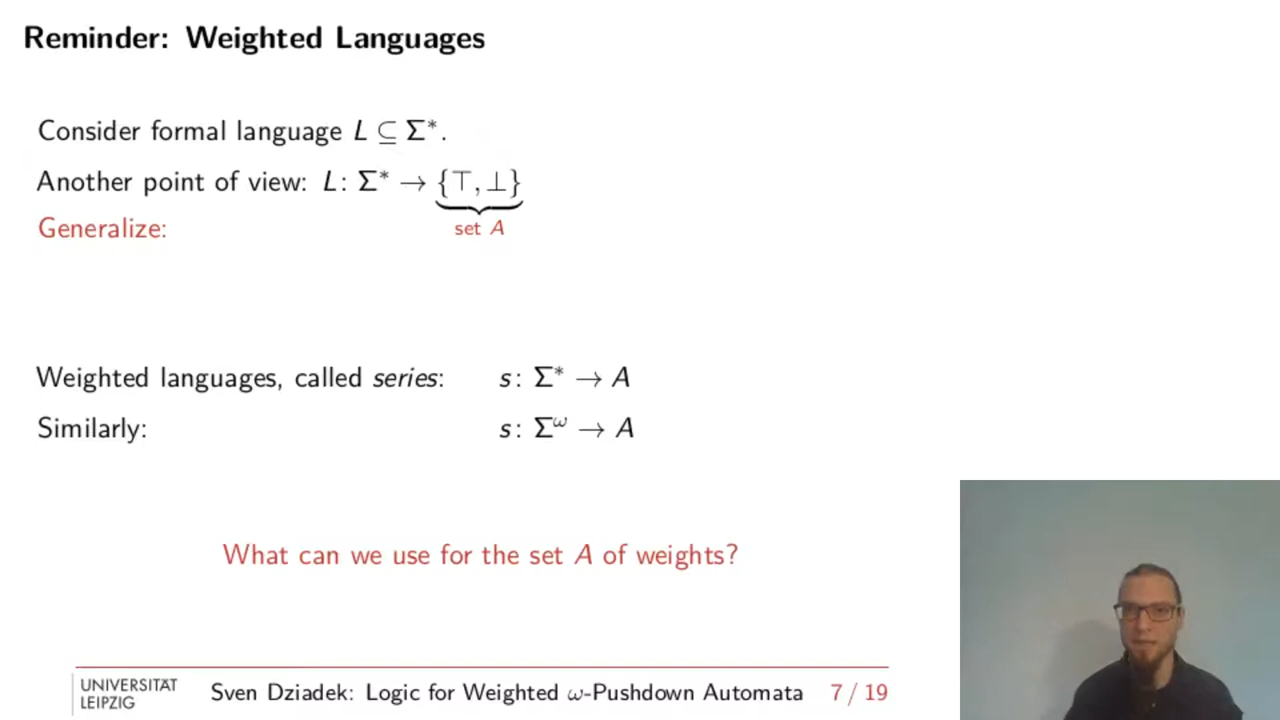 Reminder: Weighted Languages
Consider formal language L ⊆ Σ*.
Another point of view: L: Σ* → {⊤, ⊥}
Generalize: set A
Weighted languages, called series: s: Σ* → A
Similarly: s: Σ^ω → A
What can we use for the set A of weights?
UNIVERSITÄT
LEIPZIG
Sven Dziadek: Logic for Weighted ω-Pushdown Automata 7 / 19